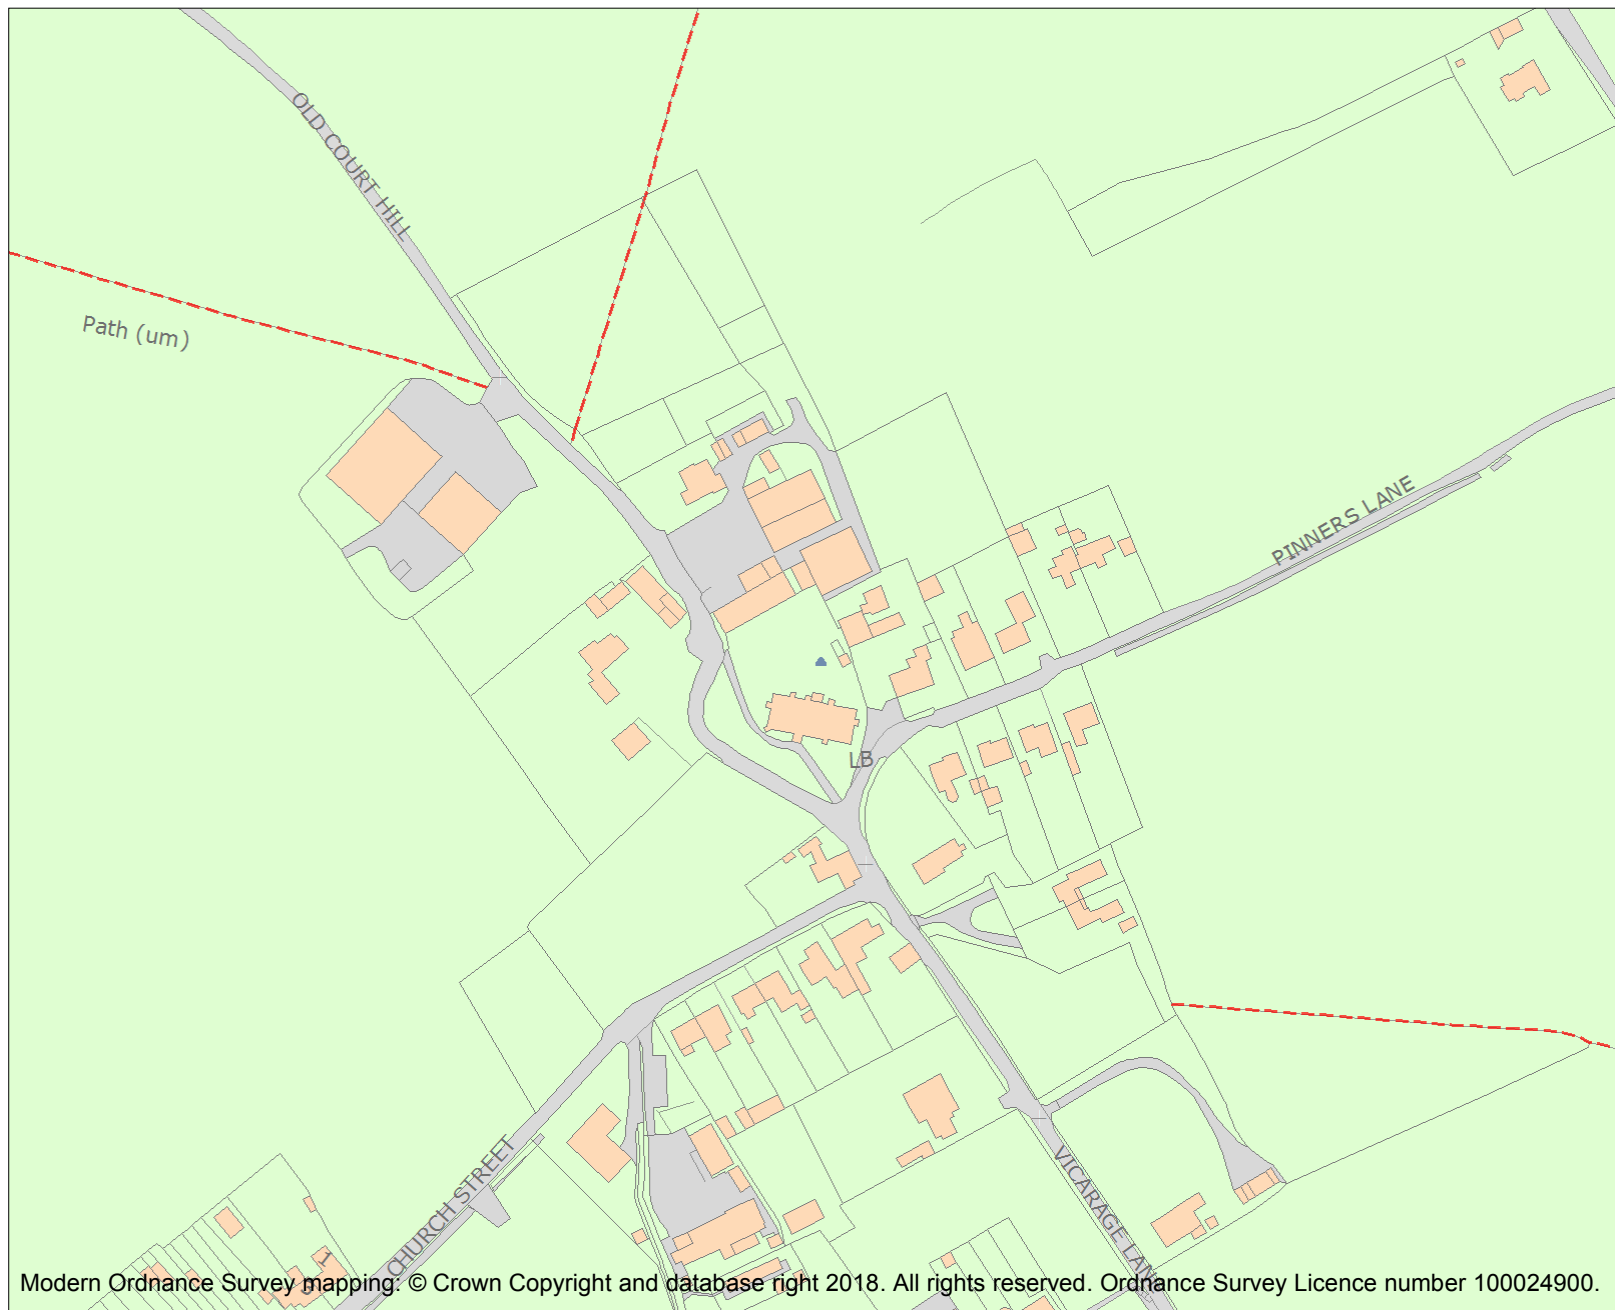 OLD COURT HILL
Path (um)
PINNERS LANE
LB
CHURCH STREET
VICARAGE LANE
1
Modern Ordnance Survey mapping: © Crown Copyright and database right 2018. All rights reserved. Ordnance Survey Licence number 100024900.